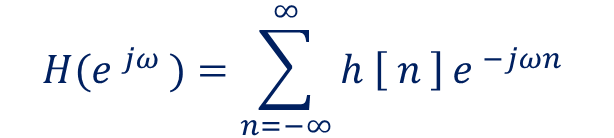 H(e^{jω}) = ∑_{n=−∞}^{∞} h[n]e^{−jωn}